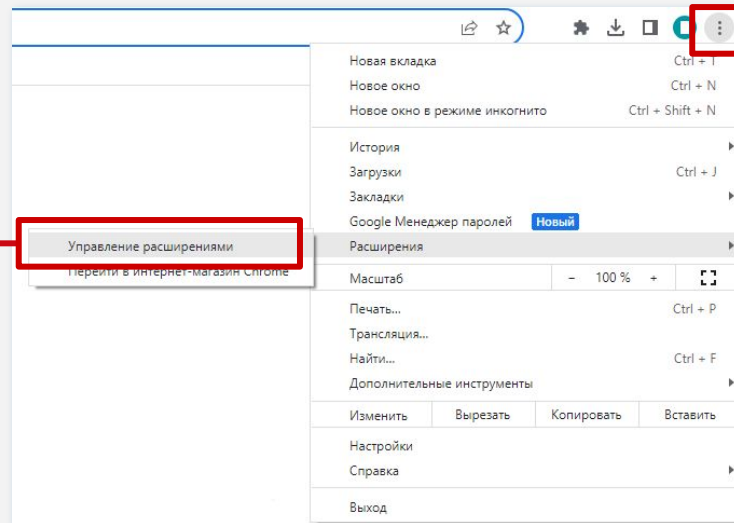 Новая вкладка Ctrl + T
Новое окно Ctrl + N
Новое окно в режиме инкогнито Ctrl + Shift + N
История
Загрузки Ctrl + J
Закладки
Google Менеджер паролей Новый
Управление расширениями
Расширения
Перейти в интернет-магазин Chrome
Масштаб - 100 % +
Печать... Ctrl + P
Трансляция...
Найти... Ctrl + F
Дополнительные инструменты
Изменить Вырезать Копировать Вставить
Настройки
Справка
Выход